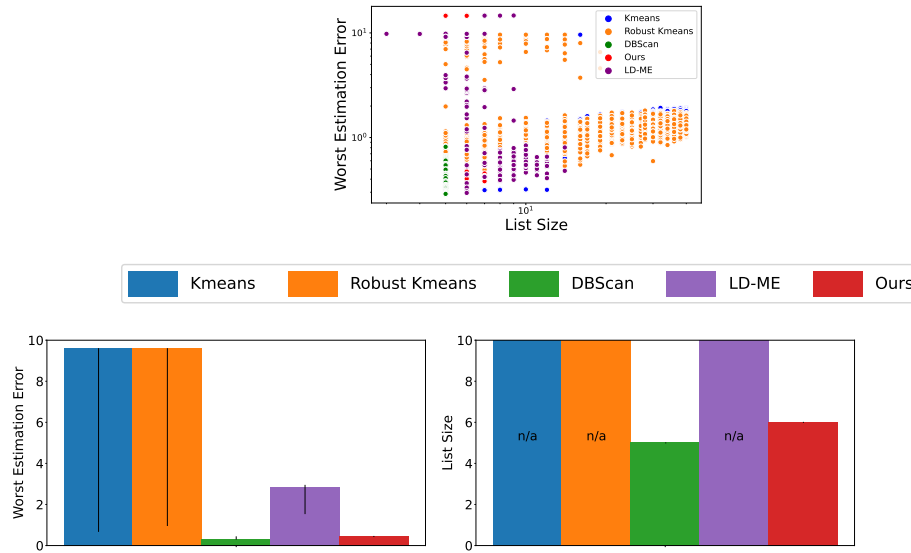 10¹
10⁰
Worst Estimation Error
Kmeans
Robust Kmeans
DBScan
Ours
LD-ME
10¹
List Size
Kmeans
Robust Kmeans
DBScan
LD-ME
Ours
10
8
6
4
2
0
Worst Estimation Error
10
8
6
4
2
0
List Size
n/a
n/a
n/a